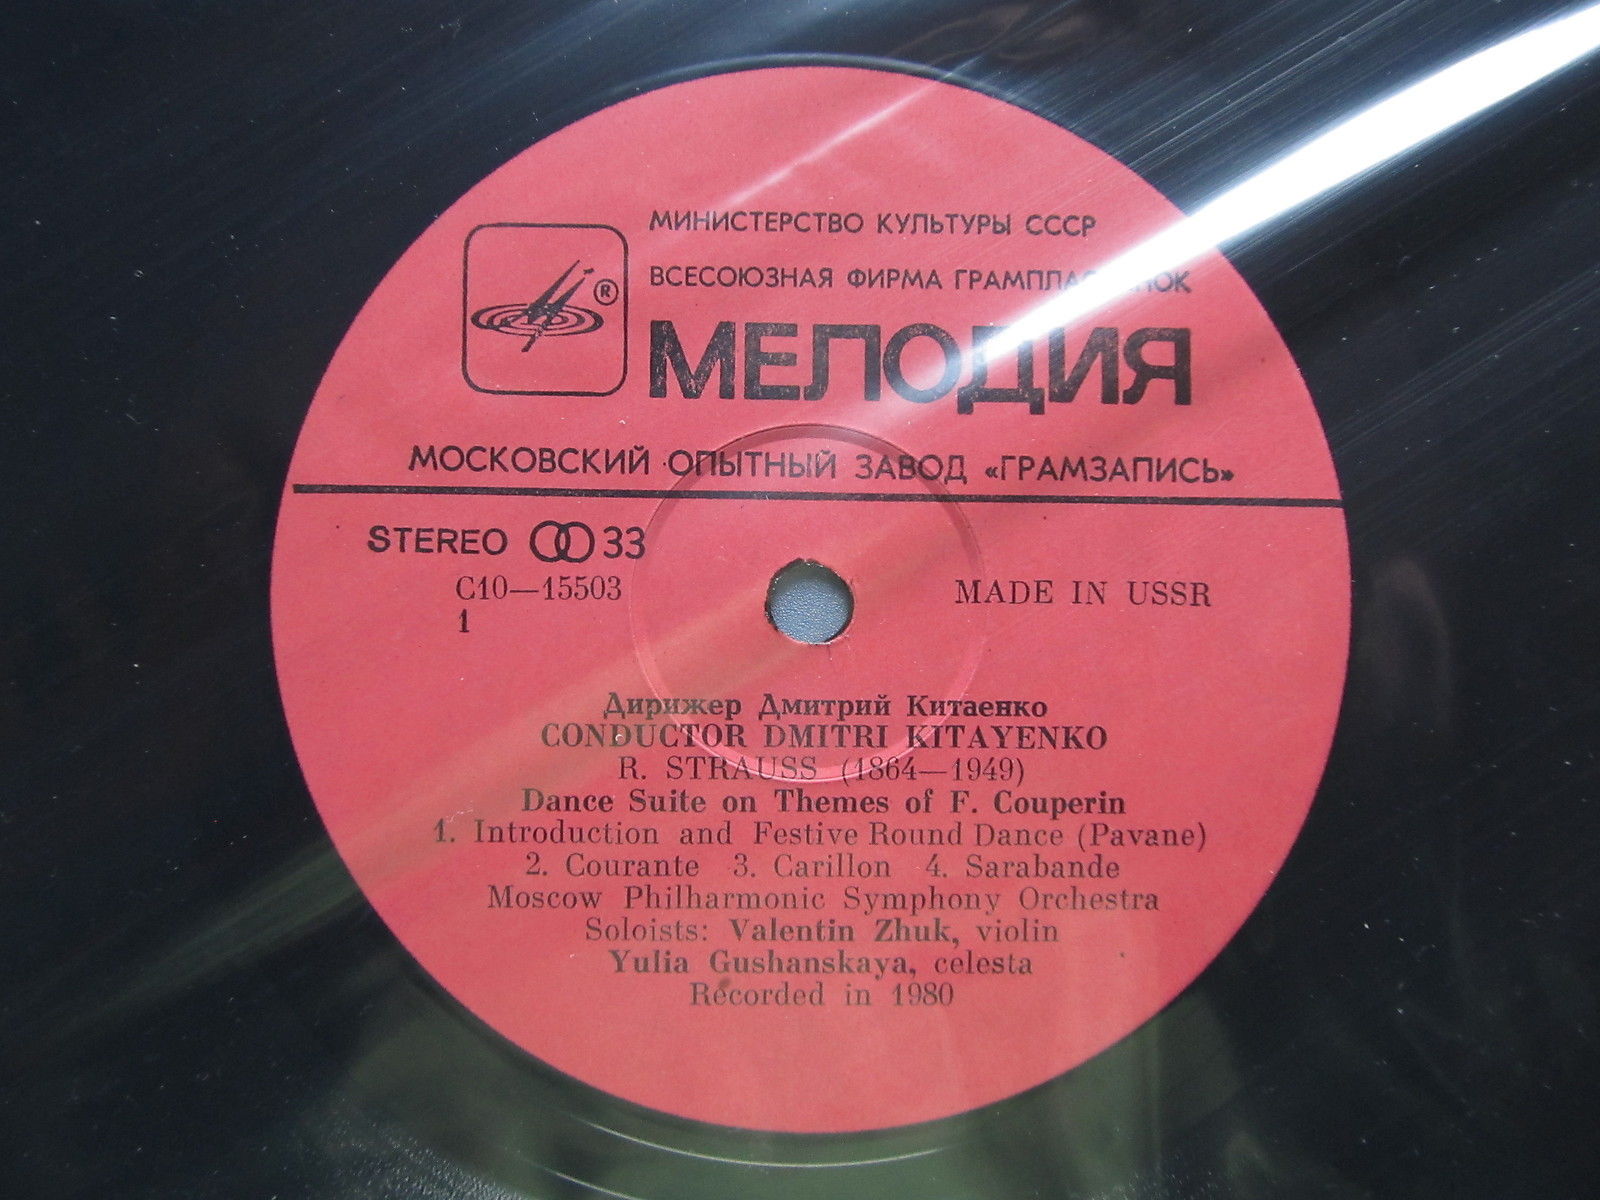 МИНИСТЕРСТВО КУЛЬТУРЫ СССР
ВСЕСОЮЗНАЯ ФИРМА ГРАМПЛАСТИНОК
®
МЕЛОДИЯ
МОСКОВСКИЙ ОПЫТНЫЙ ЗАВОД «ГРАМЗАПИСЬ»
STEREO 33
С10—15503 MADE IN USSR
1
Дирижер Дмитрий Китаенко
CONDUCTOR DMITRI KITAYENKO
R. STRAUSS (1864—1949)
Dance Suite on Themes of F. Couperin
1. Introduction and Festive Round Dance (Pavane)
2. Courante 3. Carillon 4. Sarabande
Moscow Philharmonic Symphony Orchestra
Soloists: Valentin Zhuk, violin
Yulia Gushanskaya, celesta
Recorded in 1980